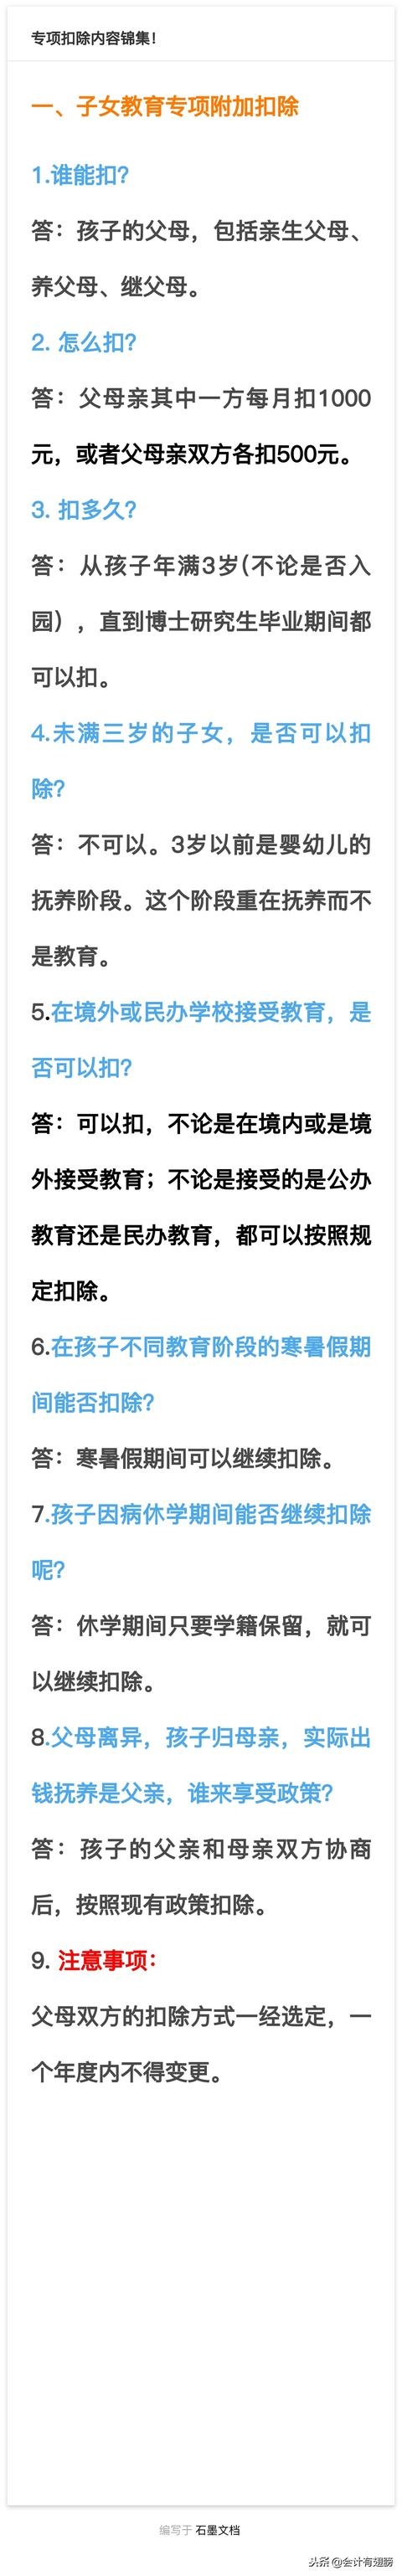 专项扣除内容锦集!
一、子女教育专项附加扣除
1.谁能扣?
答：孩子的父母，包括亲生父母、
养父母、继父母。
2. 怎么扣?
答：父母亲其中一方每月扣1000
元，或者父母亲双方各扣500元。
3. 扣多久?
答：从孩子年满3岁(不论是否入
园），直到博士研究生毕业期间都
可以扣。
4.未满三岁的子女，是否可以扣
除?
答：不可以。3岁以前是婴幼儿的
抚养阶段。这个阶段重在抚养而不
是教育。
5.在境外或民办学校接受教育，是
否可以扣?
答：可以扣，不论是在境内或是境
外接受教育；不论是接受的是公办
教育还是民办教育，都可以按照规
定扣除。
6.在孩子不同教育阶段的寒暑假期
间能否扣除?
答：寒暑假期间可以继续扣除。
7.孩子因病休学期间能否继续扣除
呢?
答：休学期间只要学籍保留，就可
以继续扣除。
8.父母离异，孩子归母亲，实际出
钱抚养是父亲，谁来享受政策?
答：孩子的父亲和母亲双方协商
后，按照现有政策扣除。
9. 注意事项：
父母双方的扣除方式一经选定，一
个年度内不得变更。
编写于 石墨文档
头条 @会计有翅膀